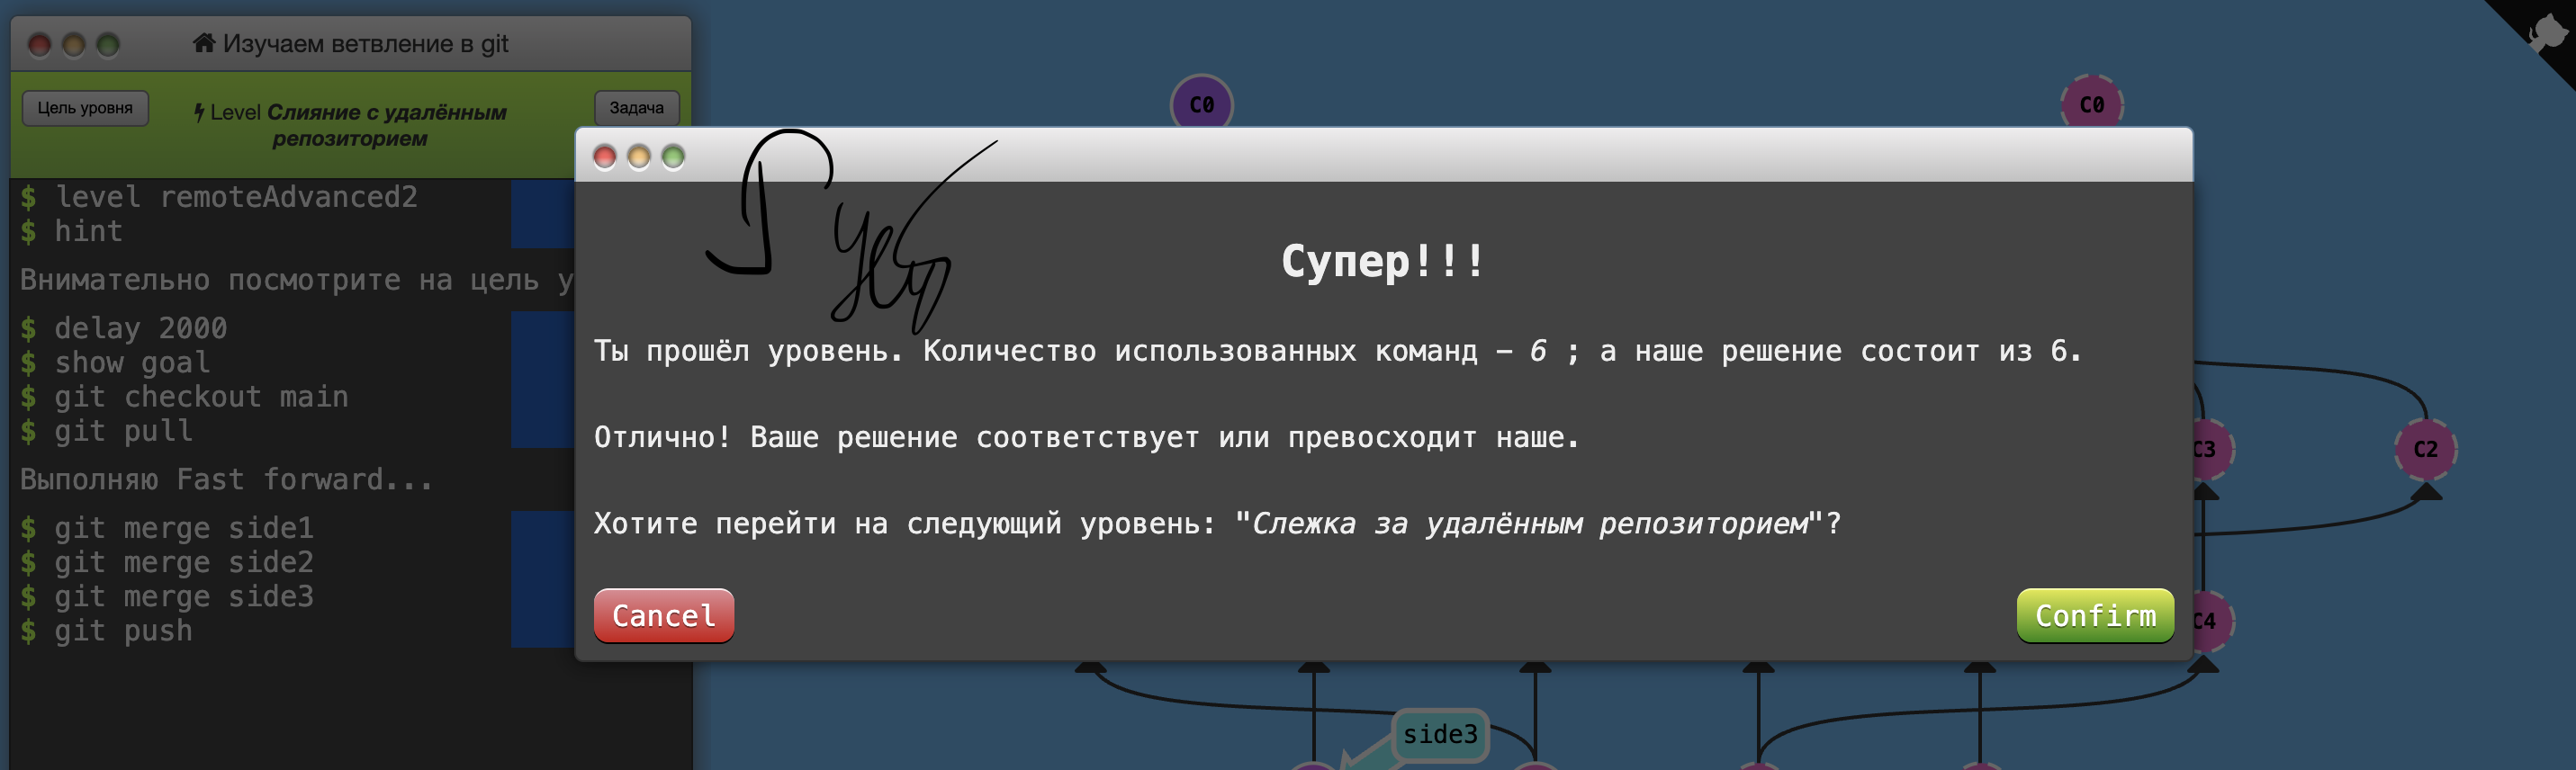 Изучаем ветвление в git
Цель уровня
Level Слияние с удалённым
репозиторием
Задача
$ level remoteAdvanced2
$ hint
Внимательно посмотрите на цель у
$ delay 2000
$ show goal
$ git checkout main
$ git pull
Выполняю Fast forward...
$ git merge side1
$ git merge side2
$ git merge side3
$ git push
C0
C0
Супер!!!
Ты прошёл уровень. Количество использованных команд – 6 ; а наше решение состоит из 6.
Отлично! Ваше решение соответствует или превосходит наше.
Хотите перейти на следующий уровень: "Слежка за удалённым репозиторием"?
Cancel
Confirm
C3
C2
C4
side3